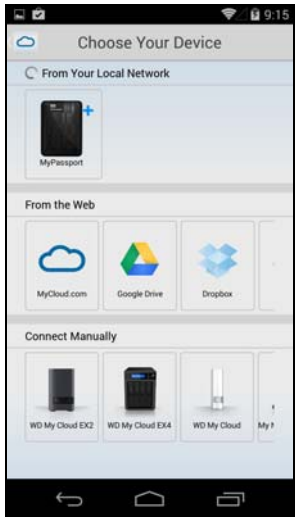 9:15
Choose Your Device
From Your Local Network
MyPassport
From the Web
MyCloud.com
Google Drive
Dropbox
Connect Manually
WD My Cloud EX2
WD My Cloud EX4
WD My Cloud
My